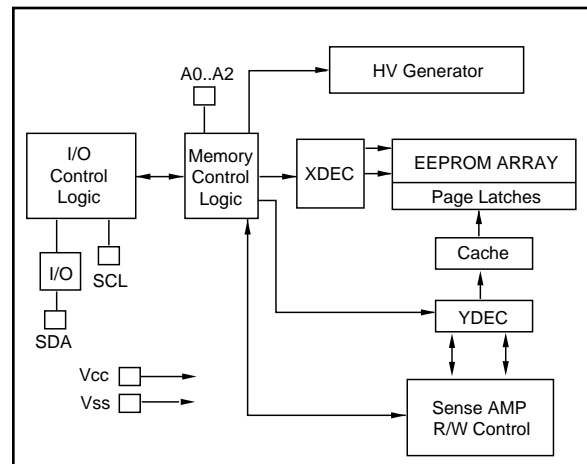 A0..A2
HV Generator
I/O
Control
Logic
Memory
Control
Logic
XDEC
EEPROM ARRAY
Page Latches
Cache
I/O
SCL
SDA
YDEC
Vcc
Vss
Sense AMP
R/W Control